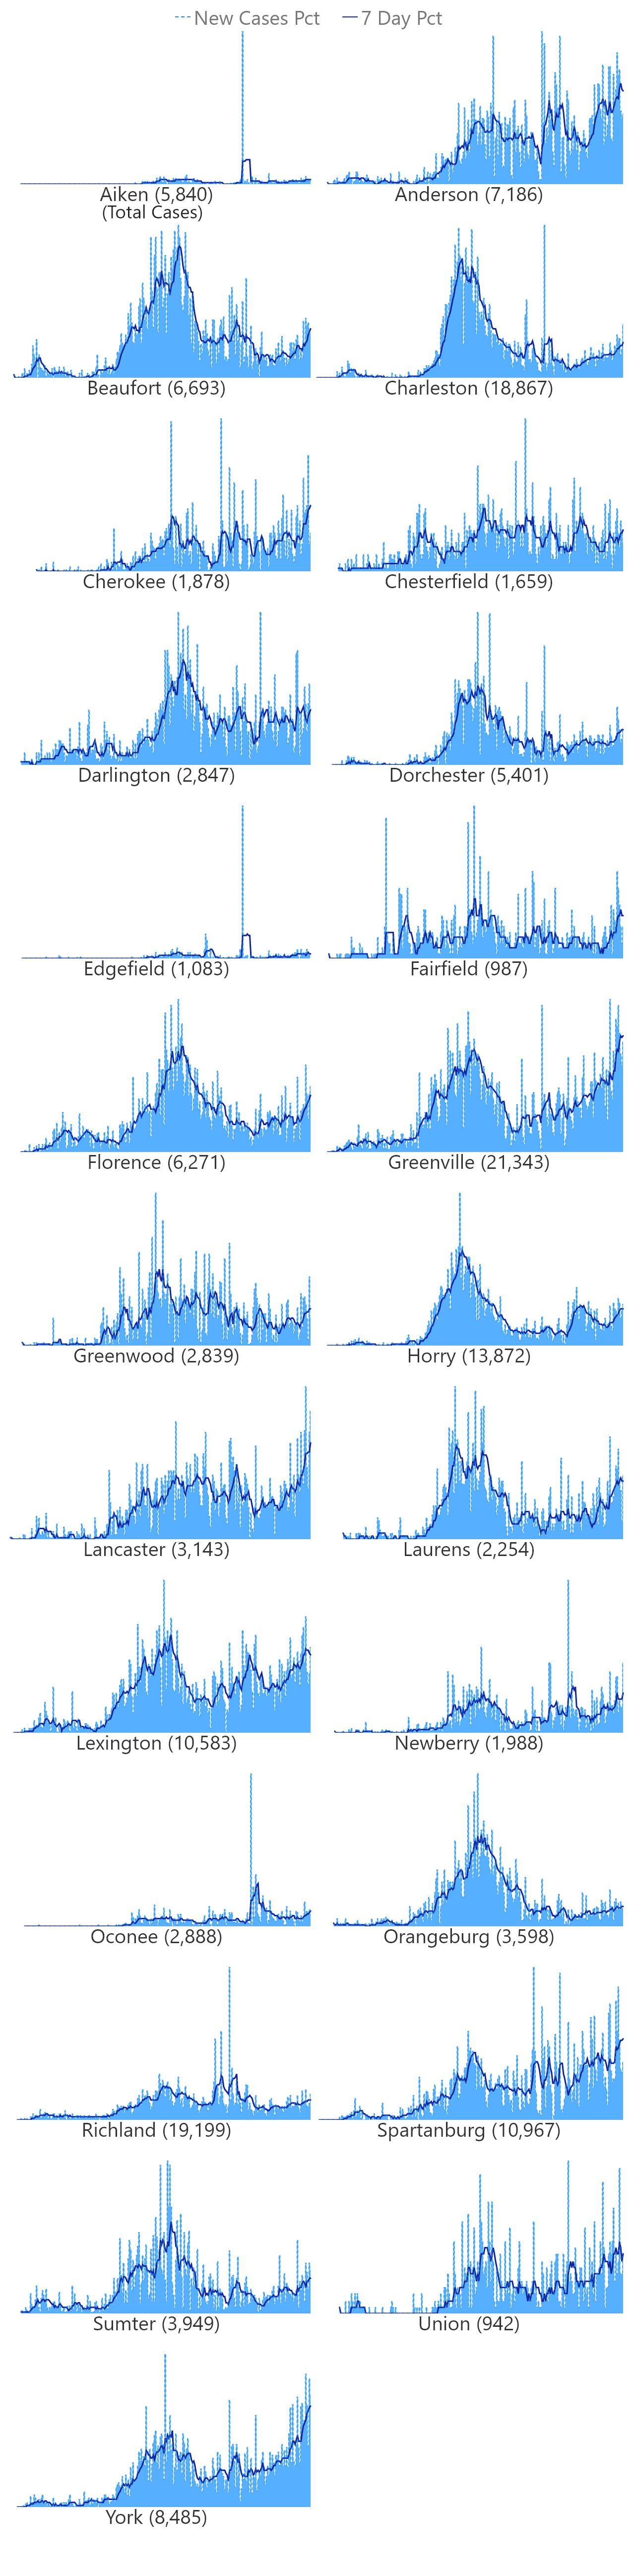 New Cases Pct 7 Day Pct
Aiken (5,840) Anderson (7,186)
(Total Cases)
Beaufort (6,693) Charleston (18,867)
Cherokee (1,878) Chesterfield (1,659)
Darlington (2,847) Dorchester (5,401)
Edgefield (1,083) Fairfield (987)
Florence (6,271) Greenville (21,343)
Greenwood (2,839) Horry (13,872)
Lancaster (3,143) Laurens (2,254)
Lexington (10,583) Newberry (1,988)
Oconee (2,888) Orangeburg (3,598)
Richland (19,199) Spartanburg (10,967)
Sumter (3,949) Union (942)
York (8,485)